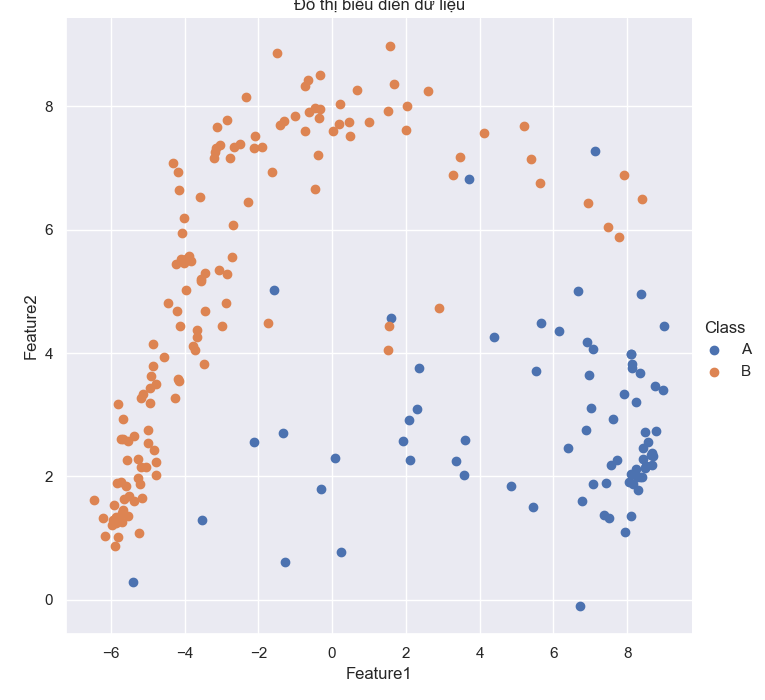 Đồ thị biểu diễn dữ liệu
8
6
4
2
0
Feature2
−6 −4 −2 0 2 4 6 8
Feature1
Class
A
B